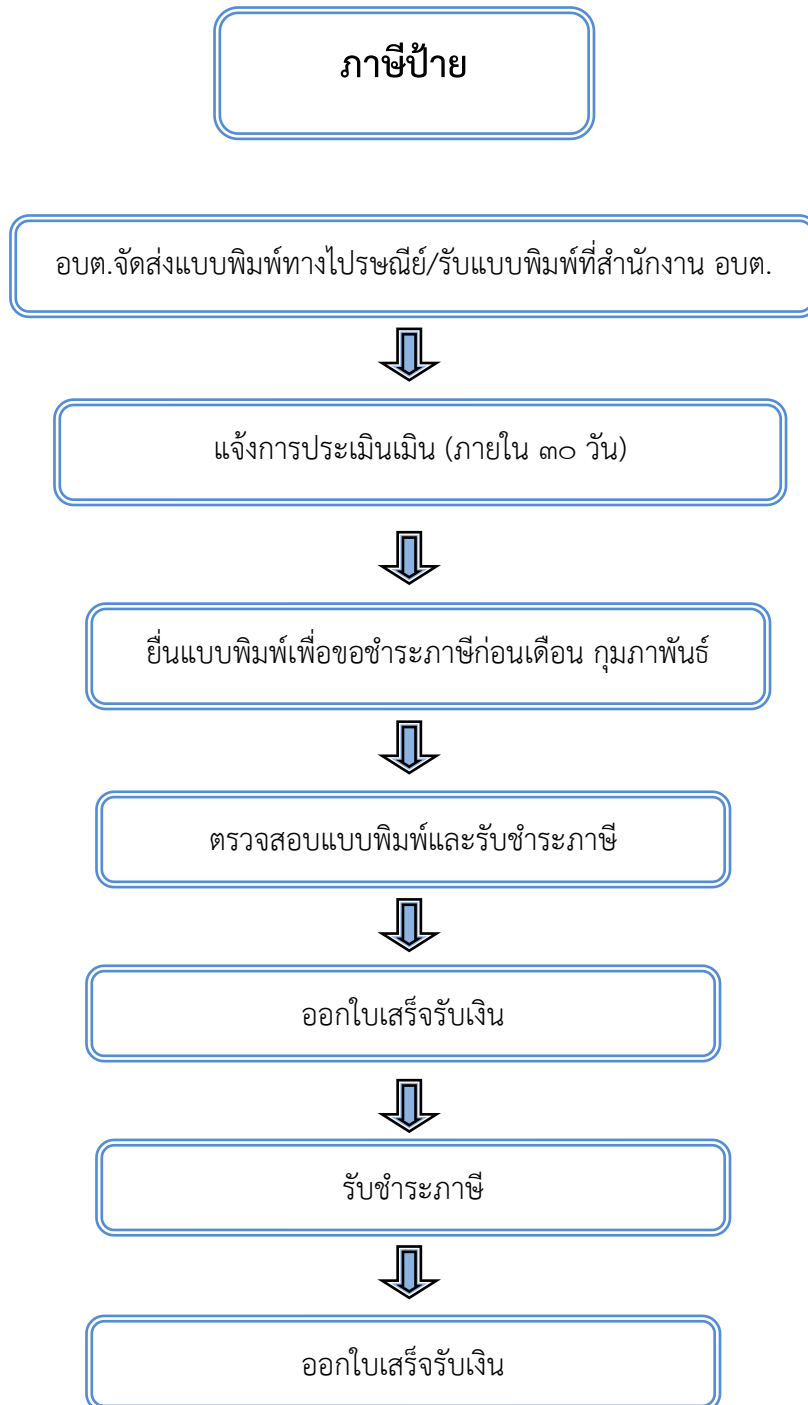 ภาษีป้าย
อบต.จัดส่งแบบพิมพ์ทางไปรษณีย์/รับแบบพิมพ์ที่สำนักงาน อบต.
แจ้งการประเมินเมิน (ภายใน ๓๐ วัน)
ยื่นแบบพิมพ์เพื่อขอชำระภาษีก่อนเดือน กุมภาพันธ์
ตรวจสอบแบบพิมพ์และรับชำระภาษี
ออกใบเสร็จรับเงิน
รับชำระภาษี
ออกใบเสร็จรับเงิน